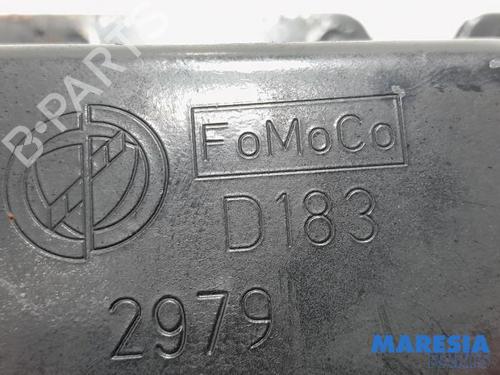 B-PARTS
FoMoCo
D183
2979
MARESIA